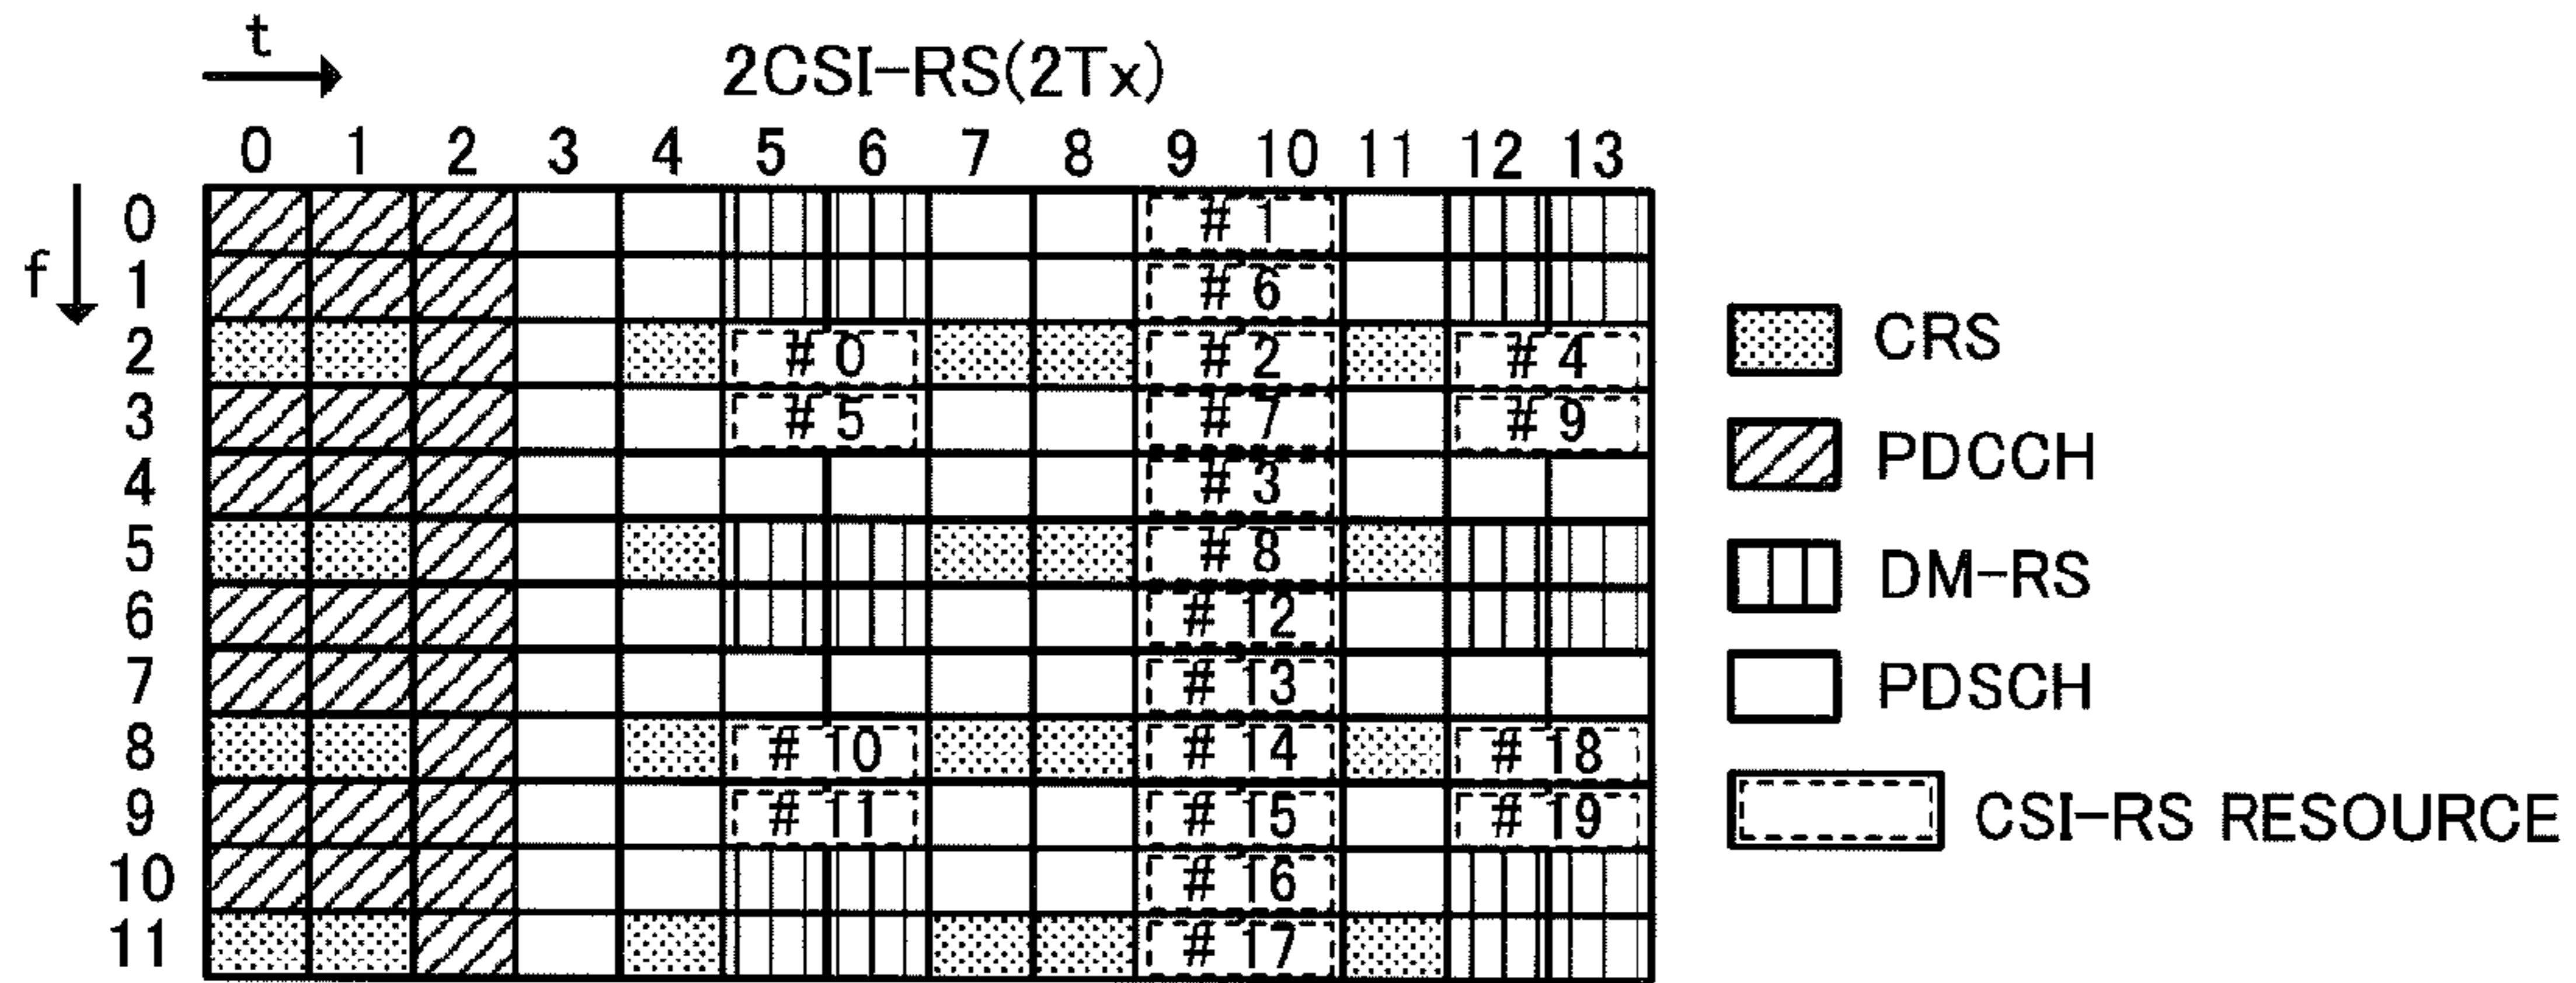 t
2CSI-RS(2Tx)
0 1 2 3 4 5 6 7 8 9 10 11 12 13
f
0 # 1
1 # 6
2 # 0 # 2 # 4
3 # 5 # 7 # 9
4 # 3
5 # 8
6 # 12
7 # 13
8 # 10 # 14 # 18
9 # 11 # 15 # 19
10 # 16
11 # 17
CRS
PDCCH
DM-RS
PDSCH
CSI-RS RESOURCE